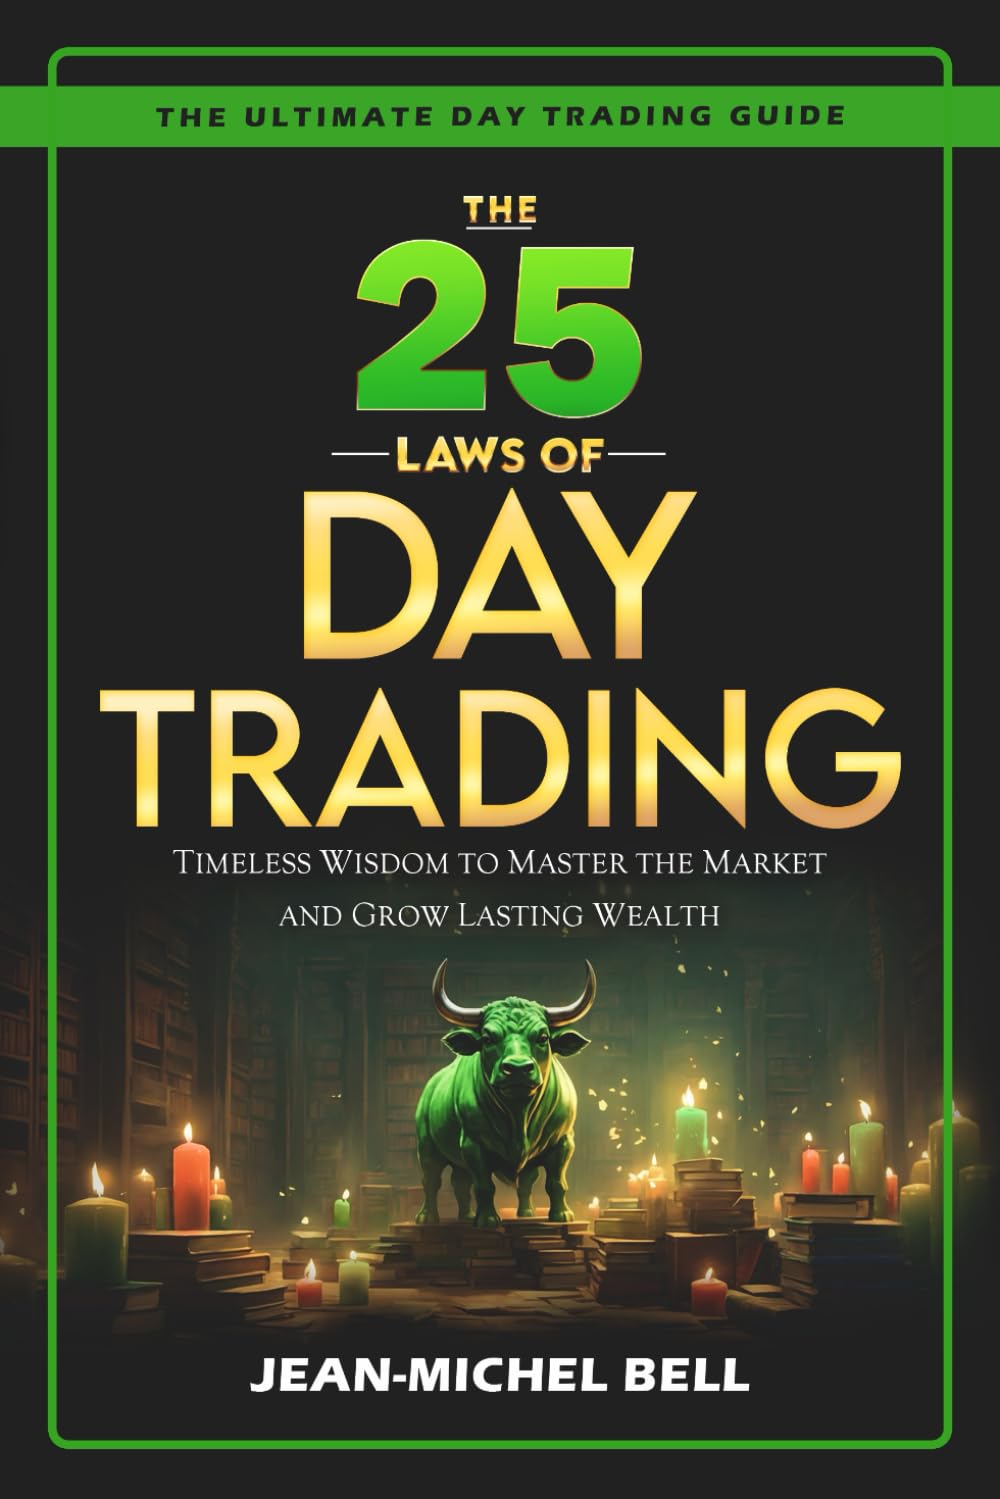 THE ULTIMATE DAY TRADING GUIDE
THE
25
LAWS OF
DAY
TRADING
TIMELESS WISDOM TO MASTER THE MARKET
AND GROW LASTING WEALTH
JEAN-MICHEL BELL